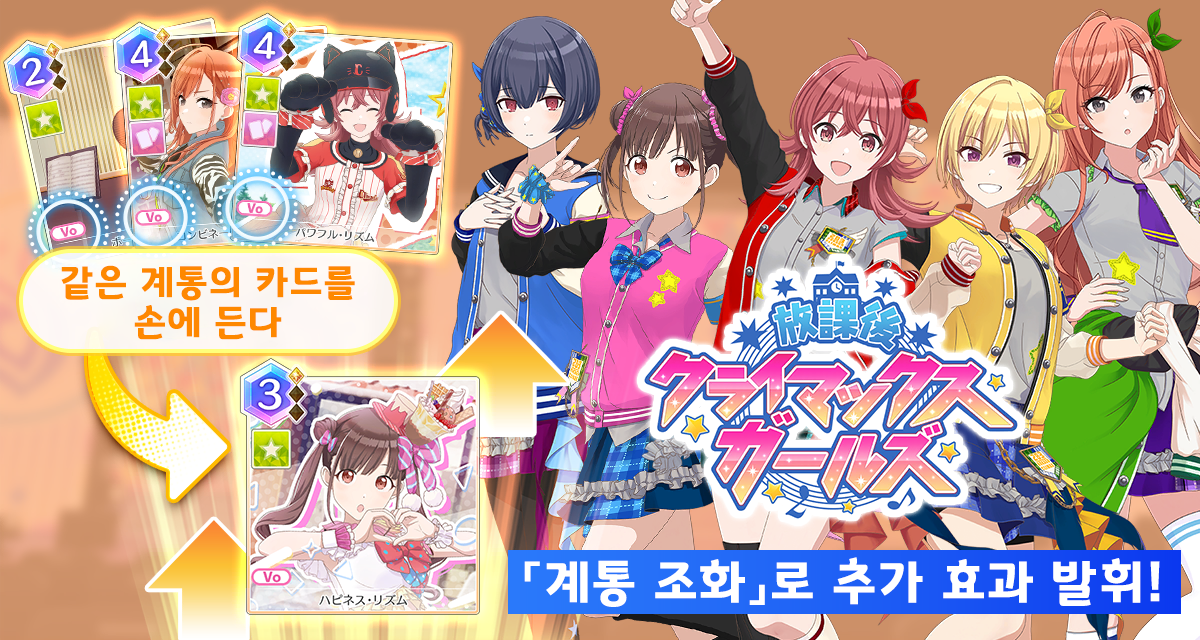 2
4
4
Vo
Vo
Vo
パワフル・リズム
같은 계통의 카드를
손에 든다
3
Vo
ハピネス・リズム
放課後
クライマックス
ガールズ
「계통 조화」로 추가 효과 발휘!